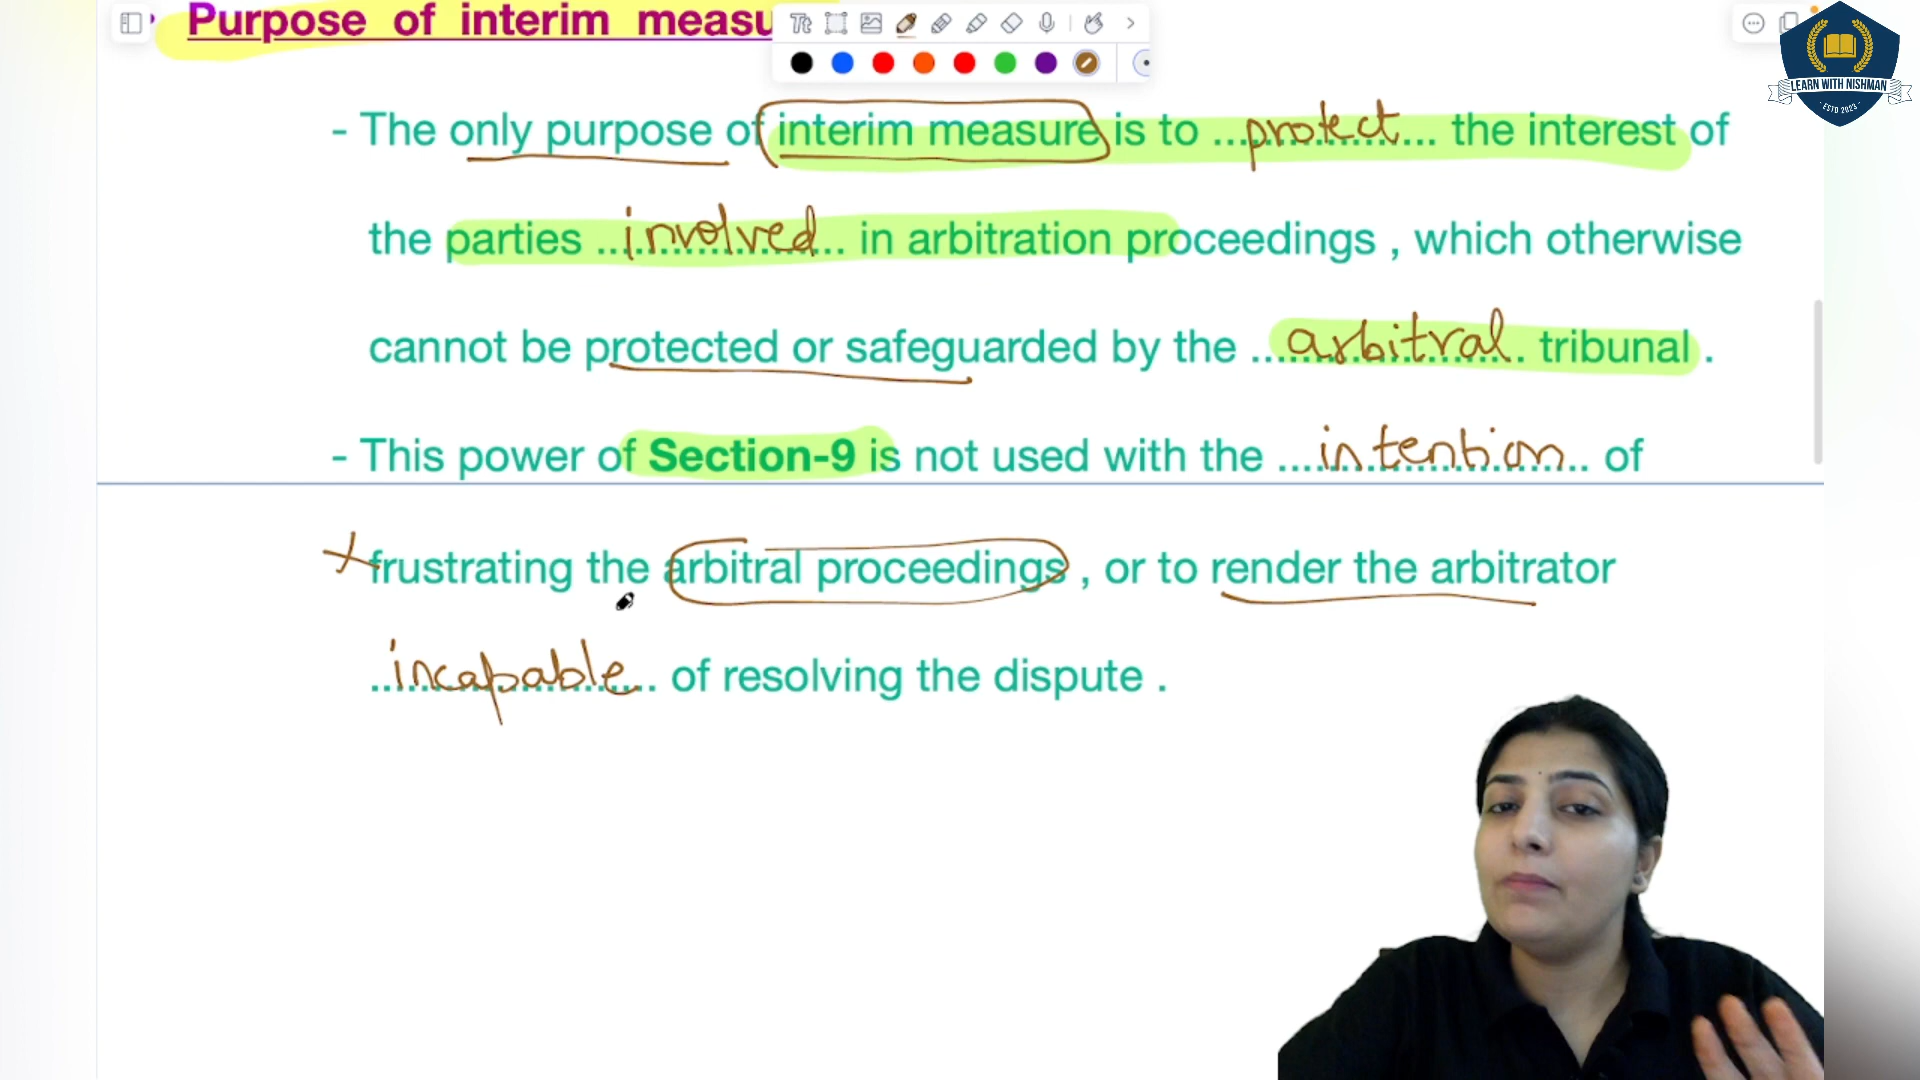 Purpose of interim measu
LEARN WITH NISHMAN
ESTD 2023
- The only purpose of interim measure is to ...protect... the interest of
the parties ...involved... in arbitration proceedings , which otherwise
cannot be protected or safeguarded by the ...arbitral... tribunal .
- This power of Section-9 is not used with the ...intention... of
frustrating the arbitral proceedings , or to render the arbitrator
...incapable... of resolving the dispute .